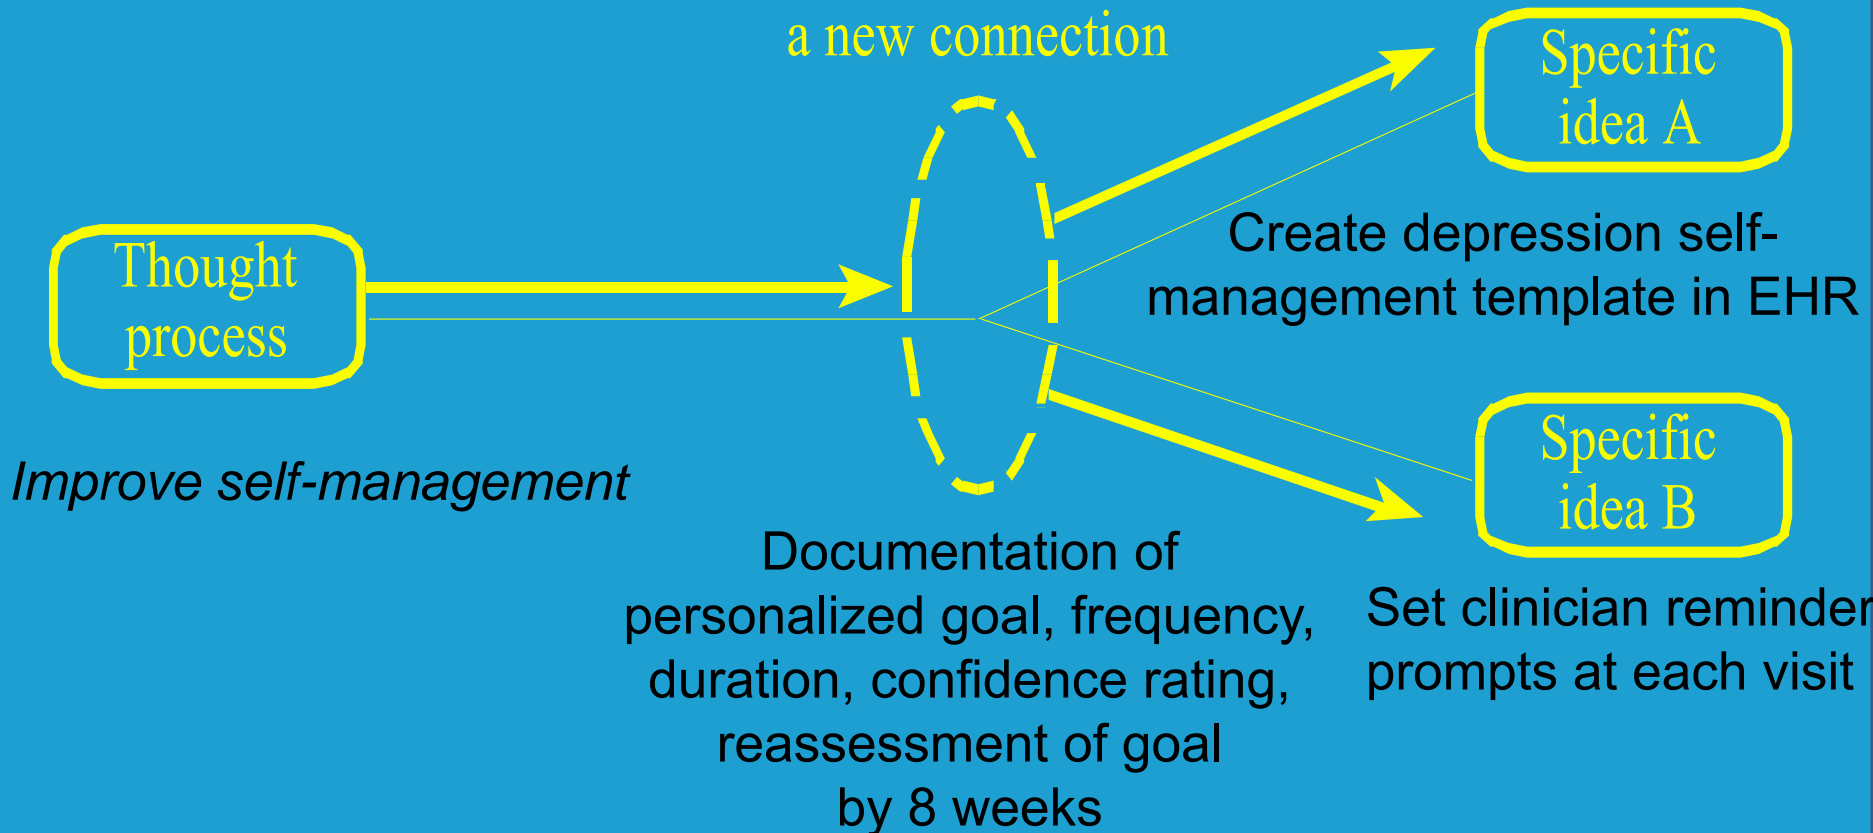 a new connection
Specific
idea A
Create depression self-
management template in EHR
Thought
process
Improve self-management
Specific
idea B
Documentation of
personalized goal, frequency,
duration, confidence rating,
reassessment of goal
by 8 weeks
Set clinician reminder
prompts at each visit